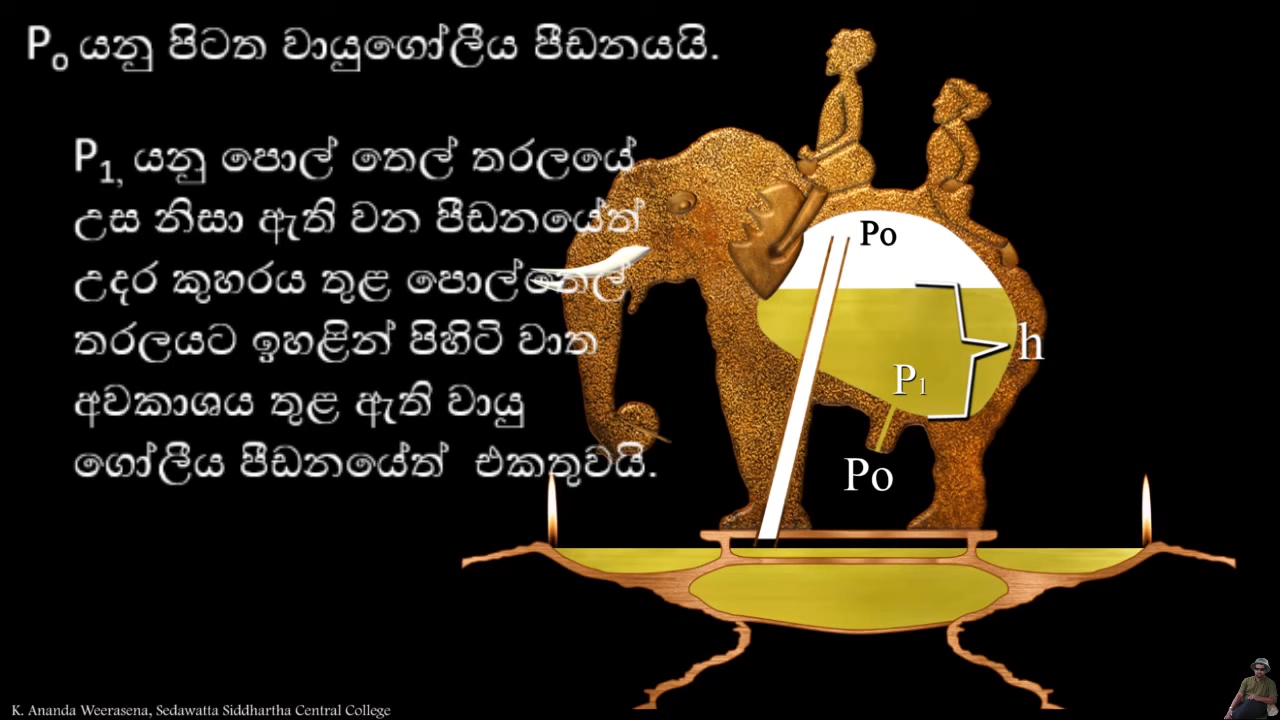 Po යනු පිටත වායුගෝලීය පීඩනයයි.
P1, යනු පොල් තෙල් තරලයේ
උස නිසා ඇති වන පීඩනයේත්
උදර කුහරය තුළ පොල්තෙල්
තරලයට ඉහළින් පිහිටි වාත
අවකාශය තුළ ඇති වායු
ගෝලීය පීඩනයේත් එකතුවයි.
Po
h
P1
Po
K. Ananda Weerasena, Sedawatta Siddhartha Central College